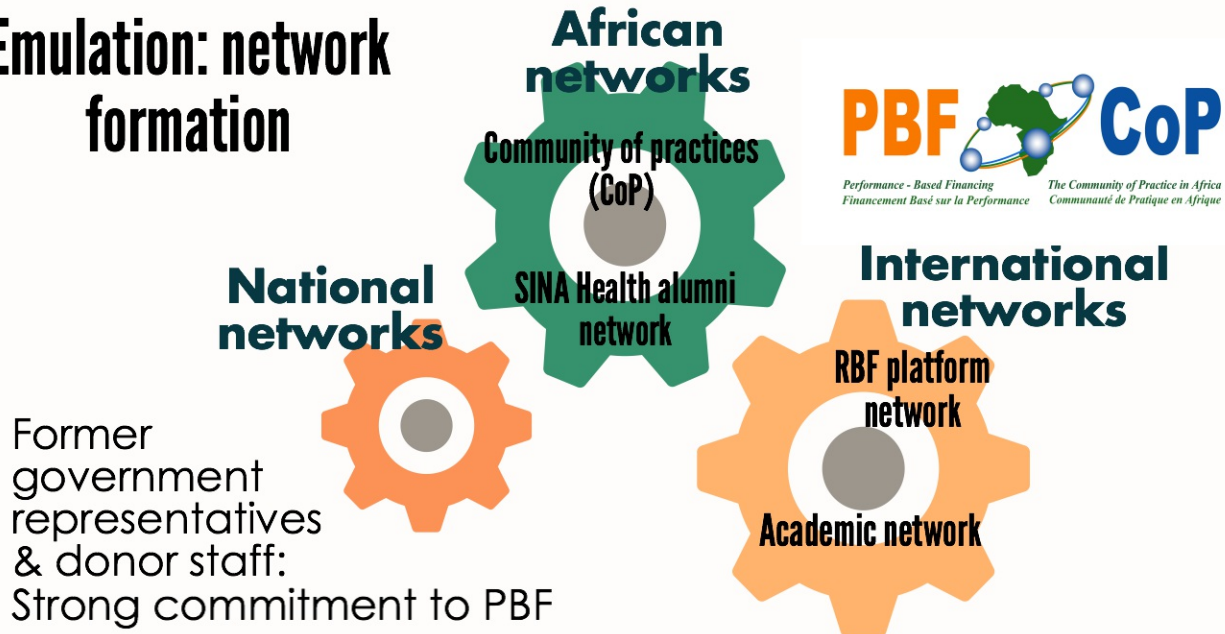 Emulation: network
formation
African
networks
Community of practices
(CoP)
SINA Health alumni
network
PBF CoP
Performance - Based Financing
Financement Basé sur la Performance
The Community of Practice in Africa
Communauté de Pratique en Afrique
National
networks
International
networks
RBF platform
network
Academic network
Former
government
representatives
& donor staff:
Strong commitment to PBF